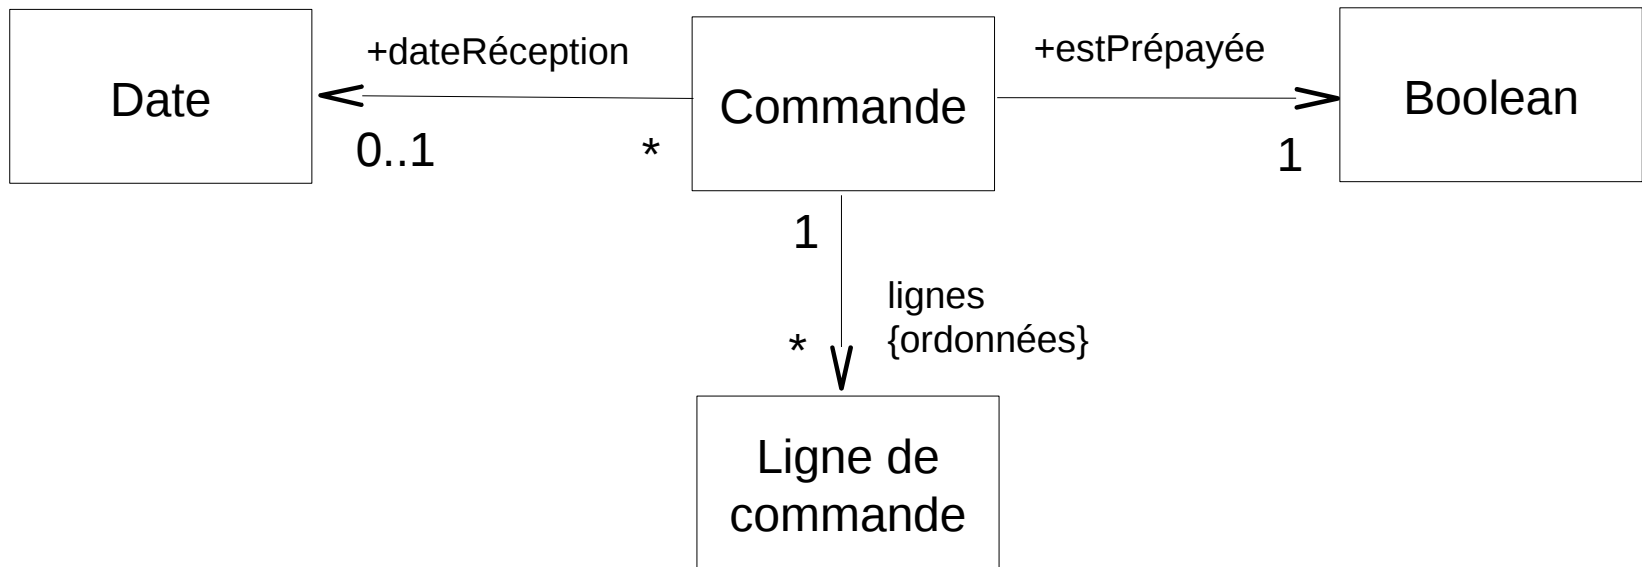 +dateRéception
+estPrépayée
Date
Commande
Boolean
0..1
*
1
1
lignes
{ordonnées}
*
Ligne de
commande